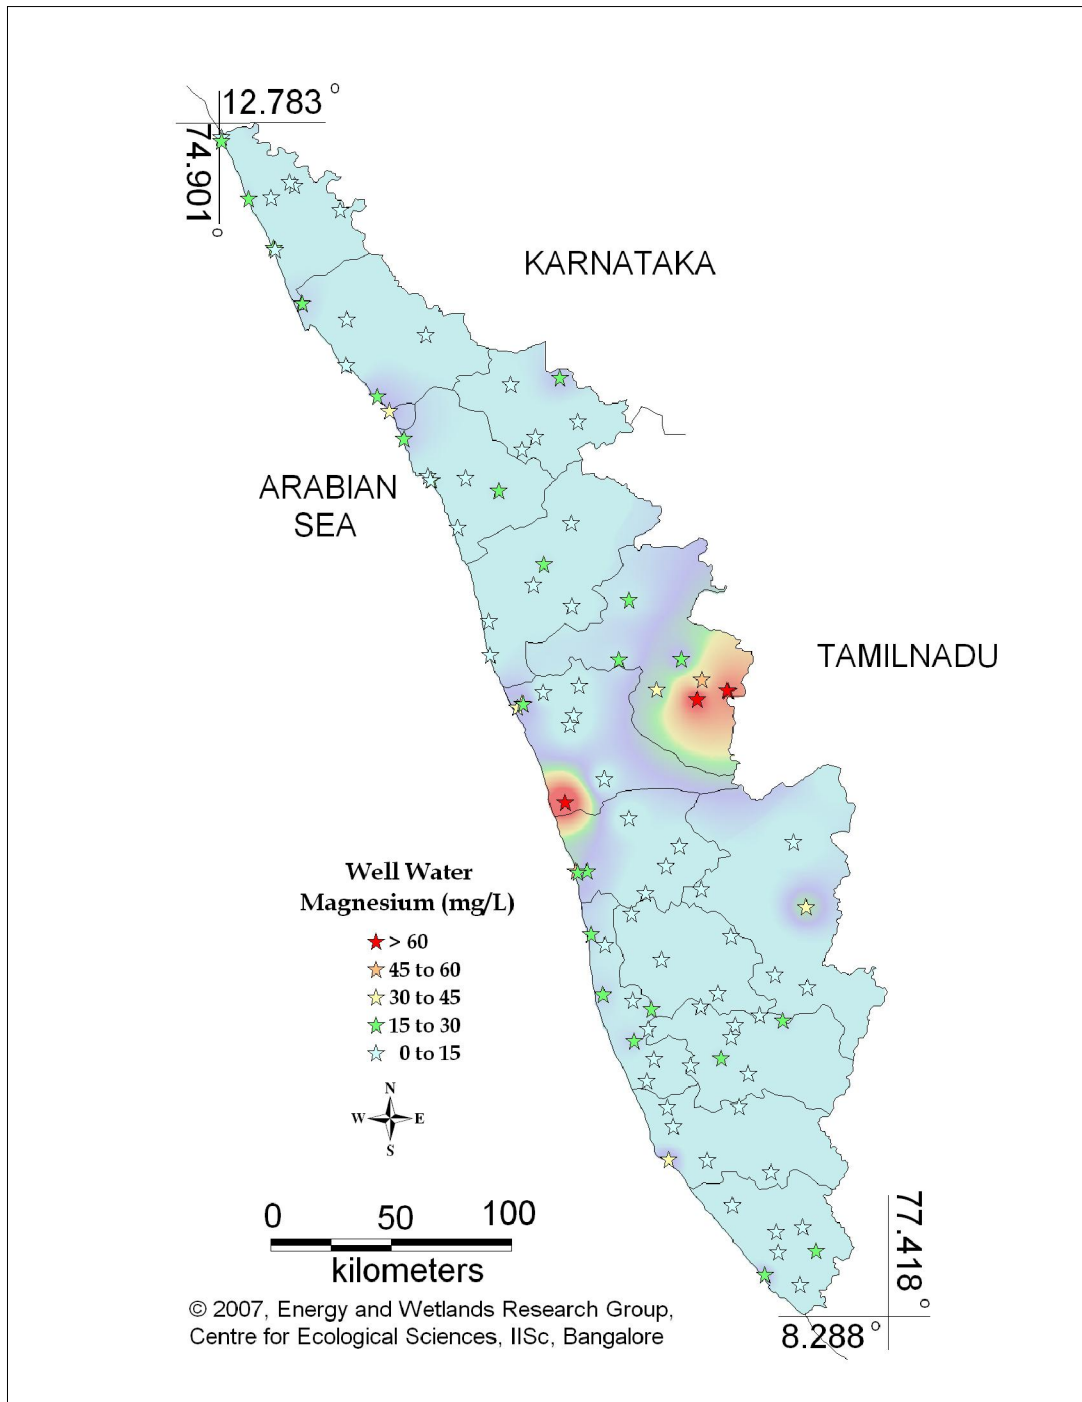 12.783 °
74.901 °
KARNATAKA
ARABIAN
SEA
TAMILNADU
Well Water
Magnesium (mg/L)
> 60
45 to 60
30 to 45
15 to 30
0 to 15
N
W E
S
0 50 100
kilometers
77.418 °
8.288 °
© 2007, Energy and Wetlands Research Group,
Centre for Ecological Sciences, IISc, Bangalore